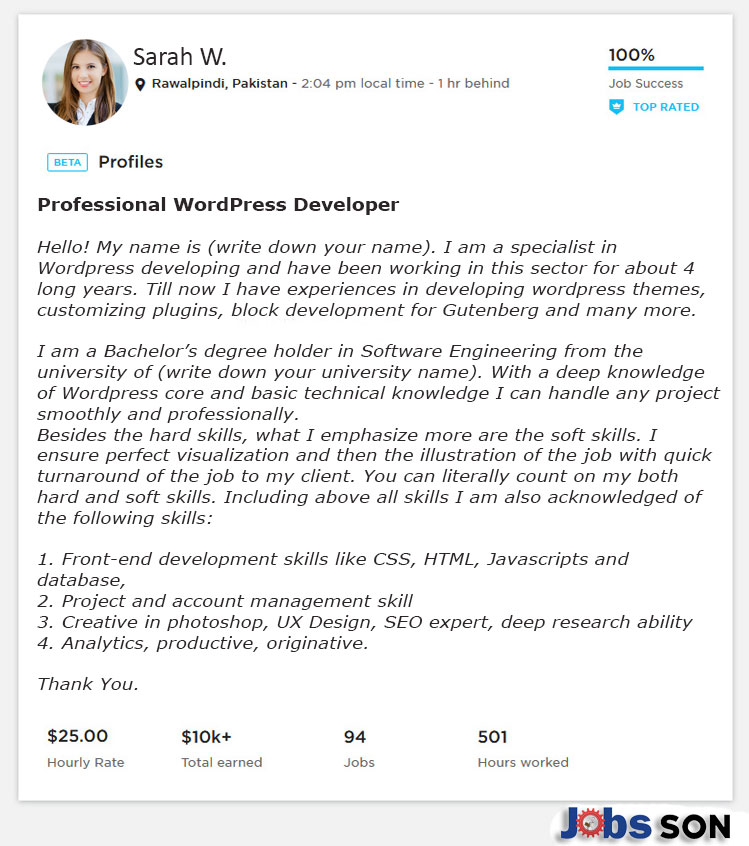 Sarah W.
Rawalpindi, Pakistan - 2:04 pm local time - 1 hr behind
100%
Job Success
TOP RATED
BETA Profiles
Professional WordPress Developer
Hello! My name is (write down your name). I am a specialist in
Wordpress developing and have been working in this sector for about 4
long years. Till now I have experiences in developing wordpress themes,
customizing plugins, block development for Gutenberg and many more.
I am a Bachelor’s degree holder in Software Engineering from the
university of (write down your university name). With a deep knowledge
of Wordpress core and basic technical knowledge I can handle any project
smoothly and professionally.
Besides the hard skills, what I emphasize more are the soft skills. I
ensure perfect visualization and then the illustration of the job with quick
turnaround of the job to my client. You can literally count on my both
hard and soft skills. Including above all skills I am also acknowledged of
the following skills:
1. Front-end development skills like CSS, HTML, Javascripts and
database,
2. Project and account management skill
3. Creative in photoshop, UX Design, SEO expert, deep research ability
4. Analytics, productive, originative.
Thank You.
$25.00 $10k+ 94 501
Hourly Rate Total earned Jobs Hours worked
Jobs SON